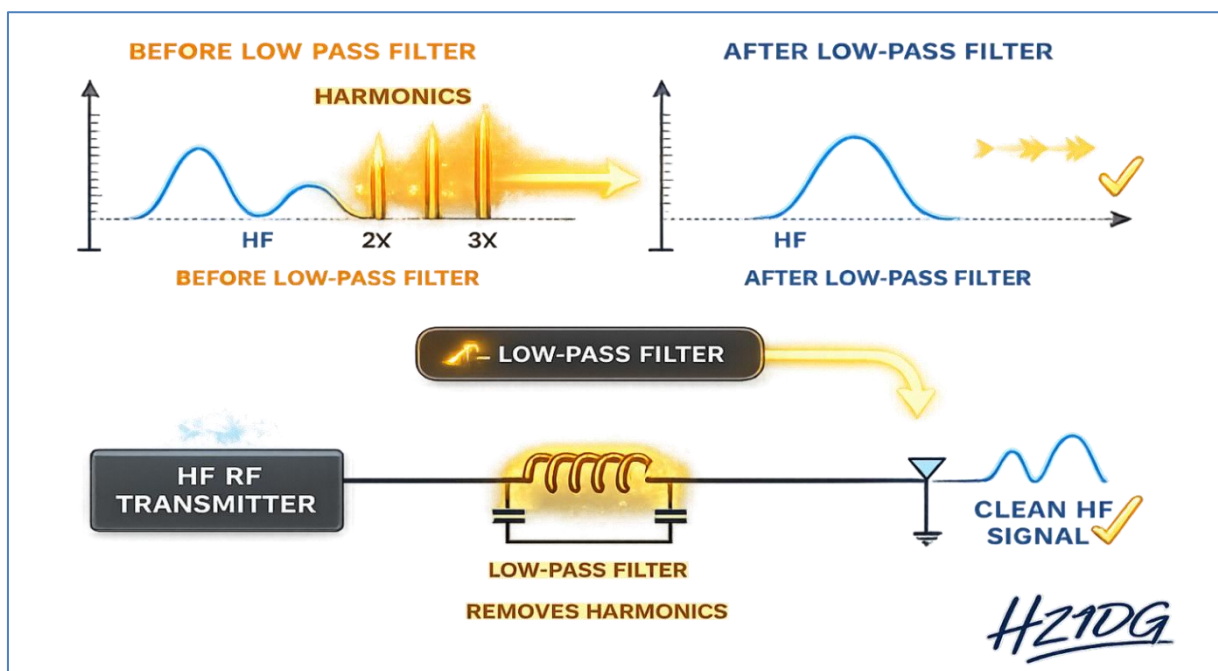 BEFORE LOW PASS FILTER
AFTER LOW-PASS FILTER
HARMONICS
HF
2X
3X
HF
BEFORE LOW-PASS FILTER
AFTER LOW-PASS FILTER
LOW-PASS FILTER
HF RF
TRANSMITTER
CLEAN HF
SIGNAL
LOW-PASS FILTER
REMOVES HARMONICS
HZ1DG